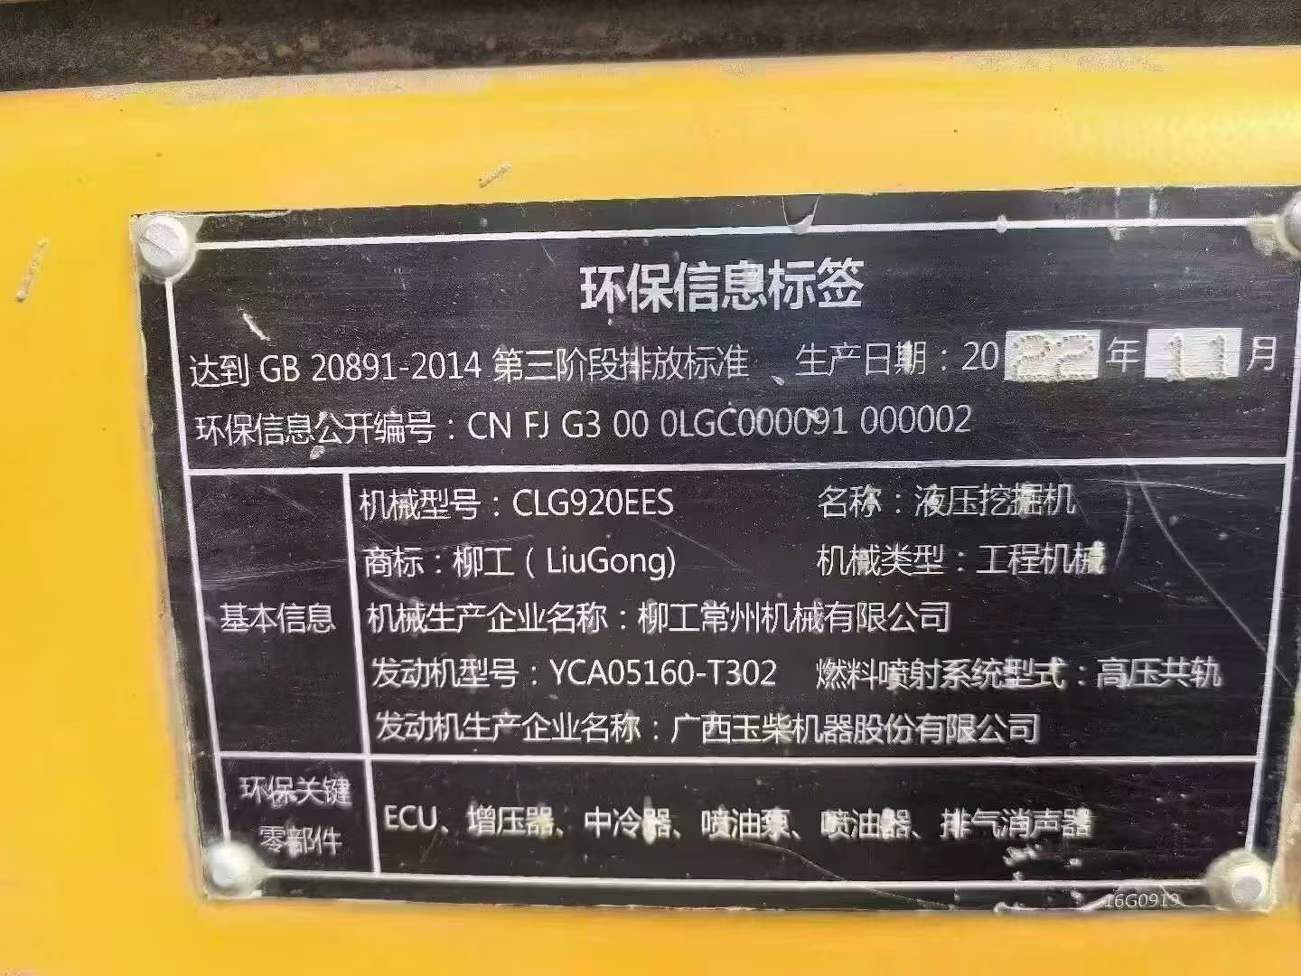 环保信息标签
达到 GB 20891-2014 第三阶段排放标准 、 生产日期：2022 年 11 月
环保信息公开编号：CN FJ G3 00 0LGC000091 000002
机械型号：CLG920EES 名称：液压挖掘机
商标：柳工（LiuGong) 机械类型：工程机械
基本信息 机械生产企业名称：柳工常州机械有限公司
发动机型号：YCA05160-T302 燃料喷射系统型式：高压共轨
发动机生产企业名称：广西玉柴机器股份有限公司
环保关键
零部件
ECU、增压器、中冷器、喷油泵、喷油器、排气消声器
16G0919